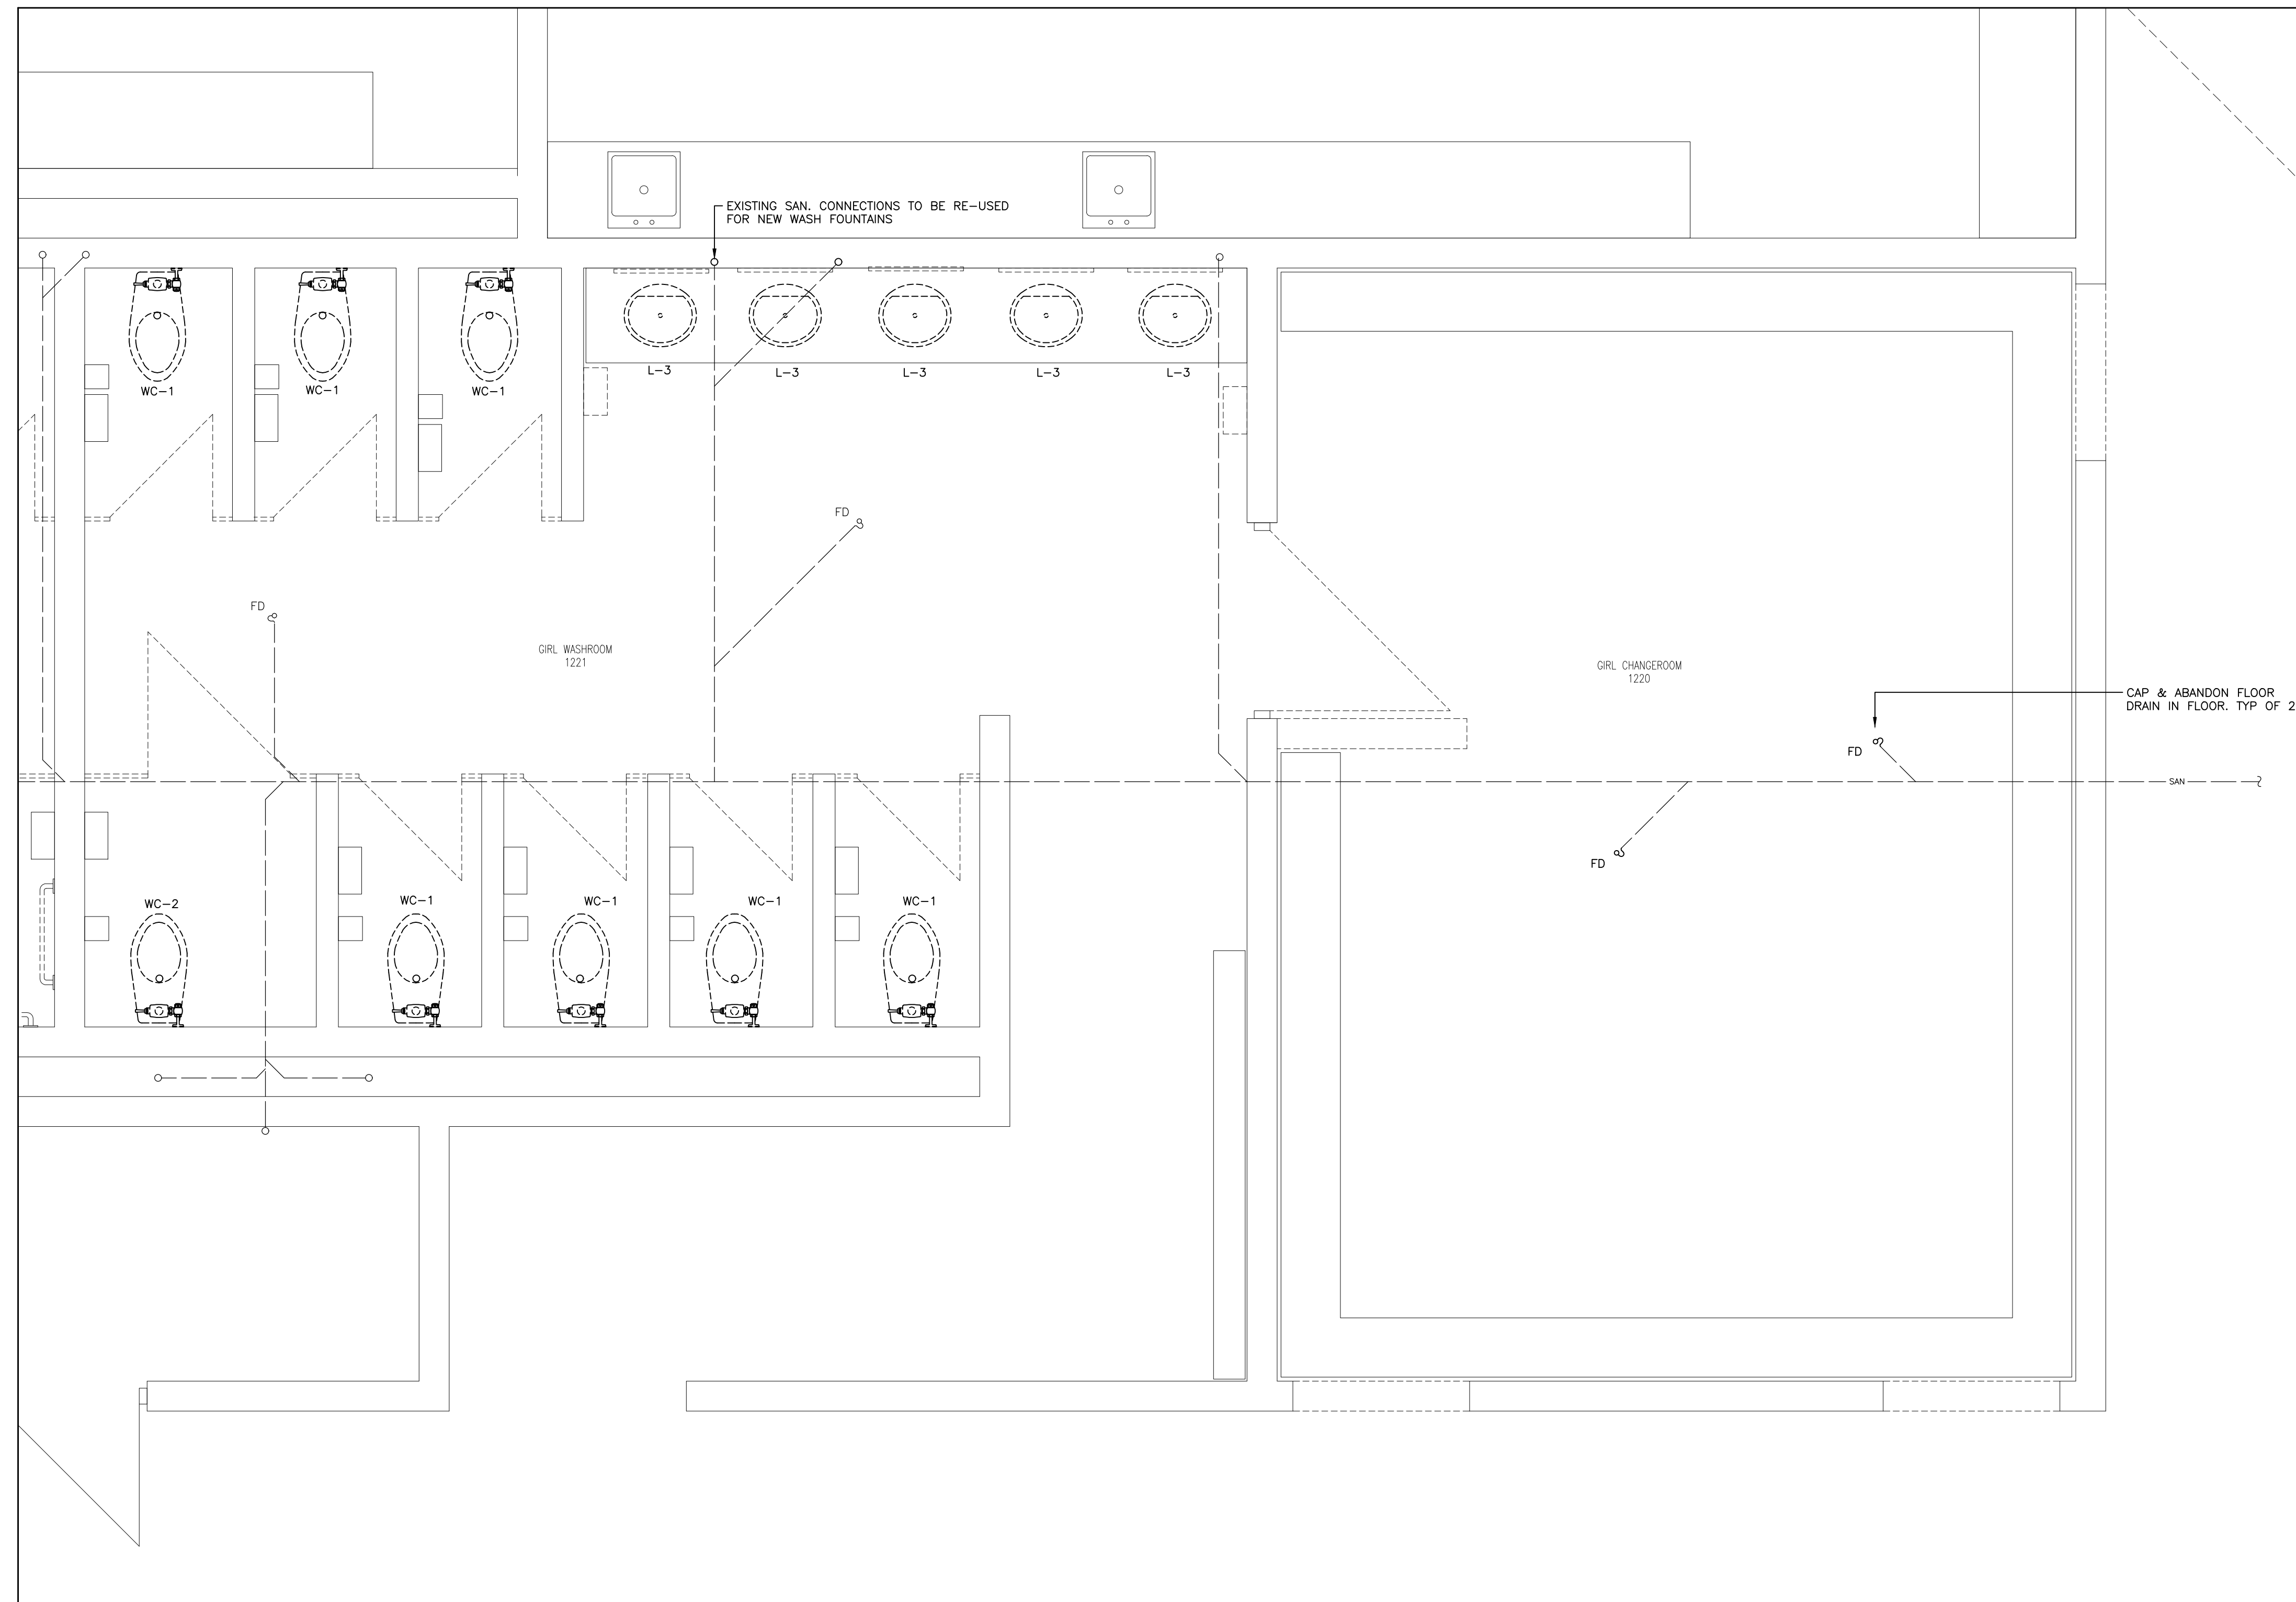 EXISTING SAN. CONNECTIONS TO BE RE-USED
FOR NEW WASH FOUNTAINS
WC-1
WC-1
WC-1
L-3
L-3
L-3
L-3
L-3
FD
FD
GIRL WASHROOM
1221
GIRL CHANGEROOM
1220
CAP & ABANDON FLOOR
DRAIN IN FLOOR. TYP OF 2
FD
SAN
FD
WC-2
WC-1
WC-1
WC-1
WC-1